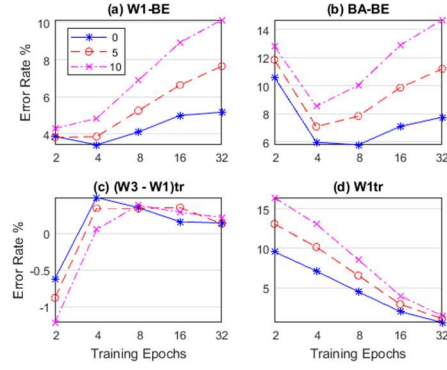 (a) W1-BE
10
8
6
4
Error Rate %
0
5
10
2 4 8 16 32
(b) BA-BE
14
12
10
8
6
2 4 8 16 32
(c) (W3 - W1)tr
0
-0.5
-1
Error Rate %
2 4 8 16 32
Training Epochs
(d) W1tr
15
10
5
2 4 8 16 32
Training Epochs